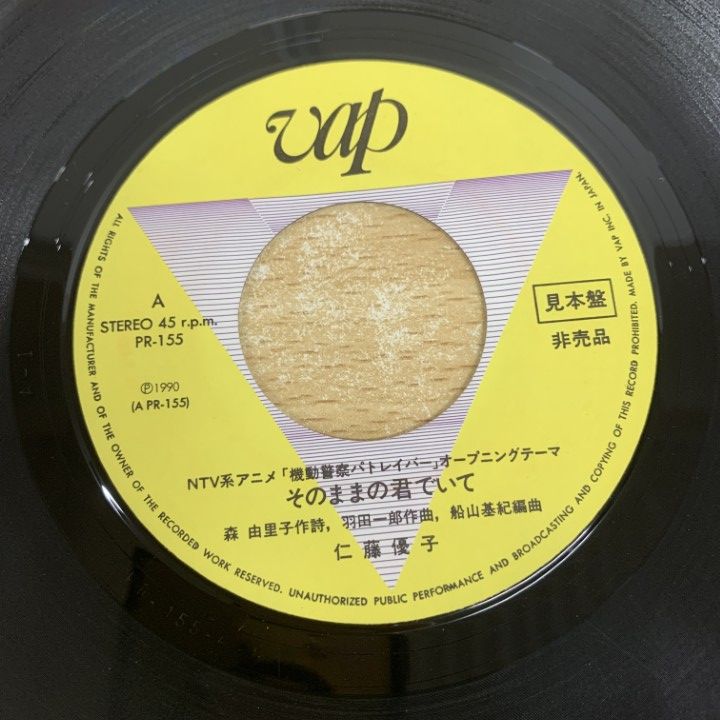 vap
A
STEREO 45 r.p.m.
PR-155
Ⓟ1990
(A PR-155)
見本盤
非売品
NTV系アニメ「機動警察パトレイバー」オープニングテーマ
そのままの君でいて
森 由里子作詩, 羽田一郎作曲, 船山基紀編曲
仁藤優子
ALL RIGHTS OF THE MANUFACTURER AND OF THE OWNER OF THE RECORDED WORK RESERVED. UNAUTHORIZED PUBLIC PERFORMANCE AND BROADCASTING AND COPYING OF THIS RECORD PROHIBITED. MADE BY VAP INC. IN JAPAN.